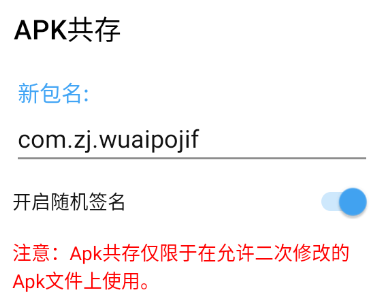 APK共存
新包名:
com.zj.wuaipojif
开启随机签名
注意：Apk共存仅限于在允许二次修改的
Apk文件上使用。